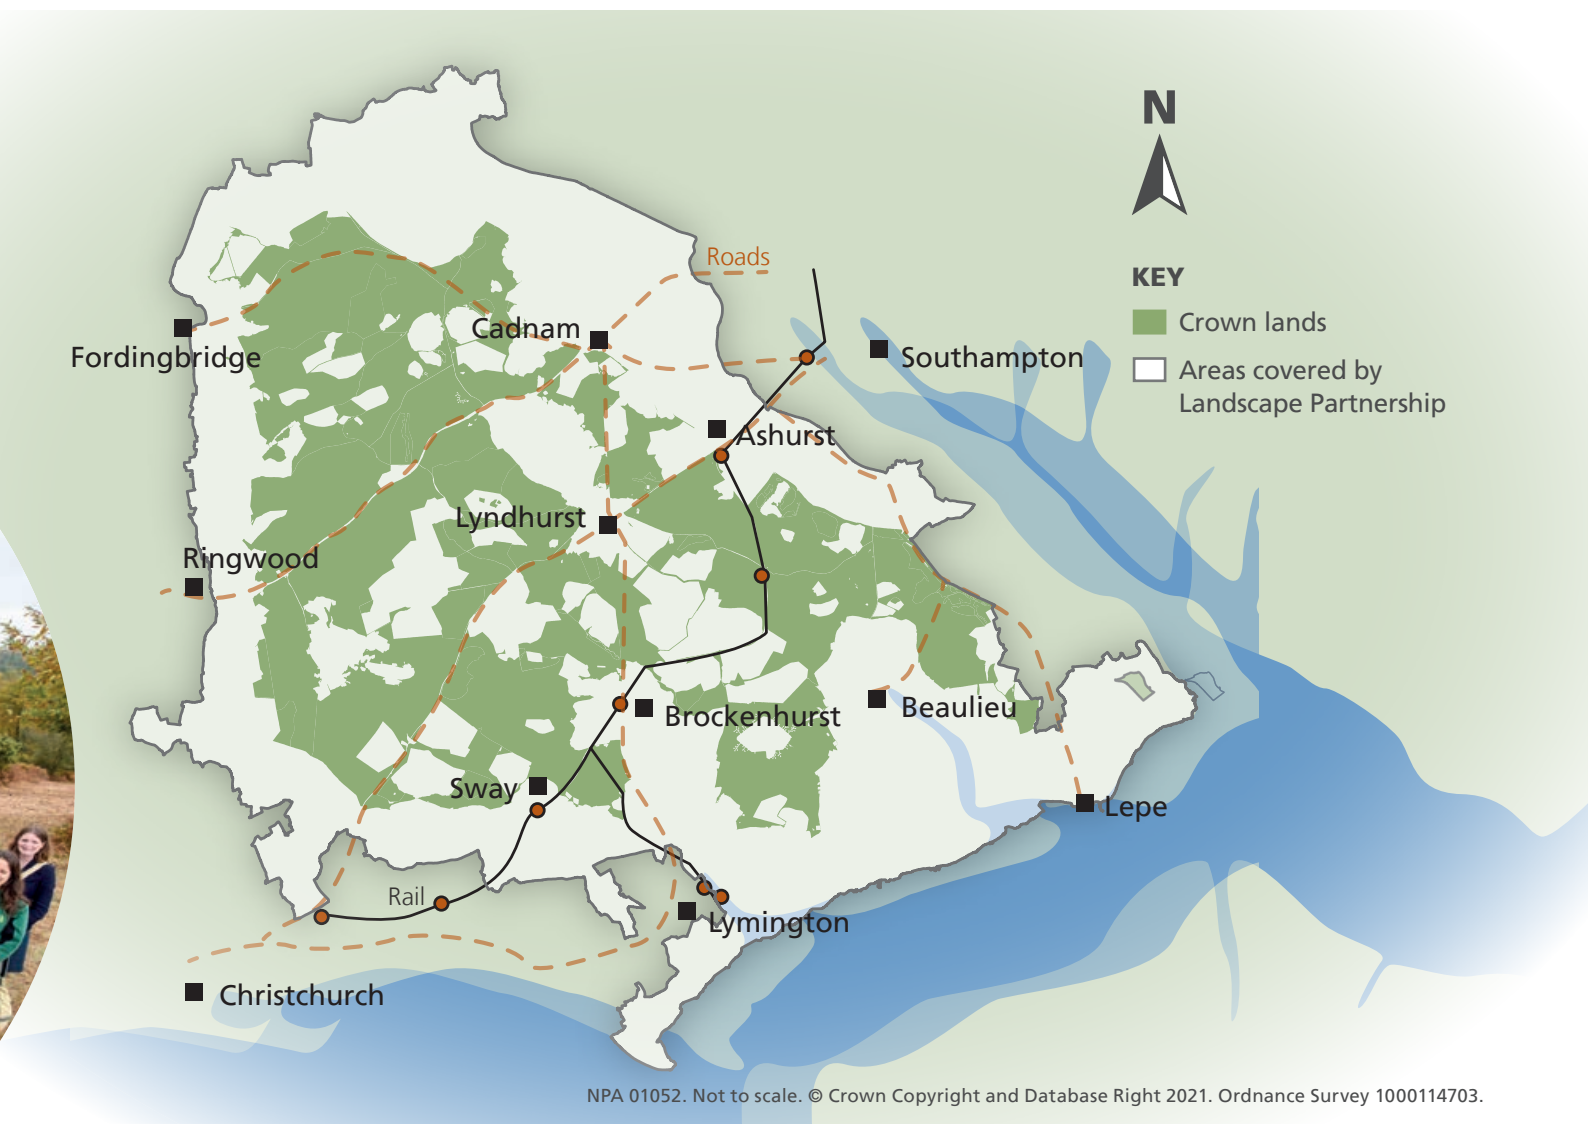 N
Roads
KEY
Crown lands
Areas covered by
Landscape Partnership
Cadnam
Fordingbridge
Southampton
Ashurst
Lyndhurst
Ringwood
Brockenhurst
Beaulieu
Sway
Lepe
Rail
Lymington
Christchurch
NPA 01052. Not to scale. © Crown Copyright and Database Right 2021. Ordnance Survey 1000114703.